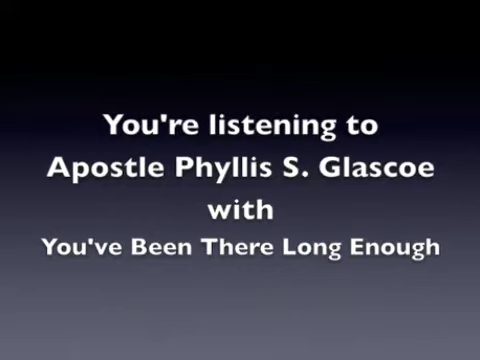 You're listening to
Apostle Phyllis S. Glascoe
with
You've Been There Long Enough